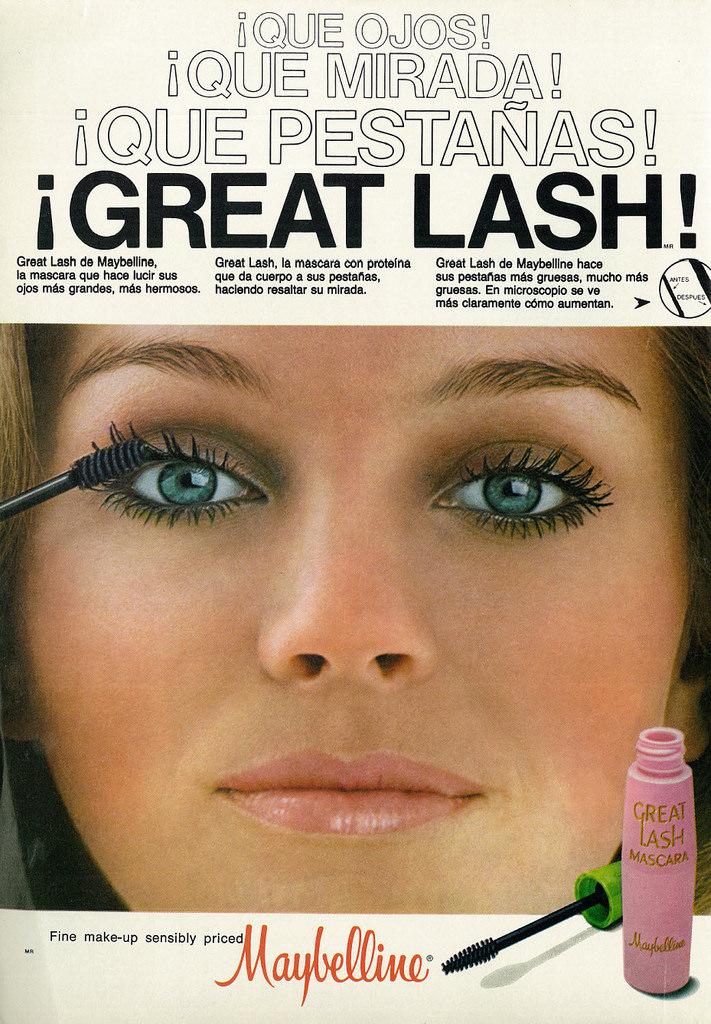 ¡QUE OJOS!
¡QUE MIRADA!
¡QUE PESTAÑAS!
¡GREAT LASH!
MR
Great Lash de Maybelline,
la mascara que hace lucir sus
ojos más grandes, más hermosos.
Great Lash, la mascara con proteína
que da cuerpo a sus pestañas,
haciendo resaltar su mirada.
Great Lash de Maybelline hace
sus pestañas más gruesas, mucho más
gruesas. En microscopio se ve
más claramente cómo aumentan.
ANTES
DESPUES
GREAT
LASH
MASCARA
Maybelline
Fine make-up sensibly priced
Maybelline®
MR